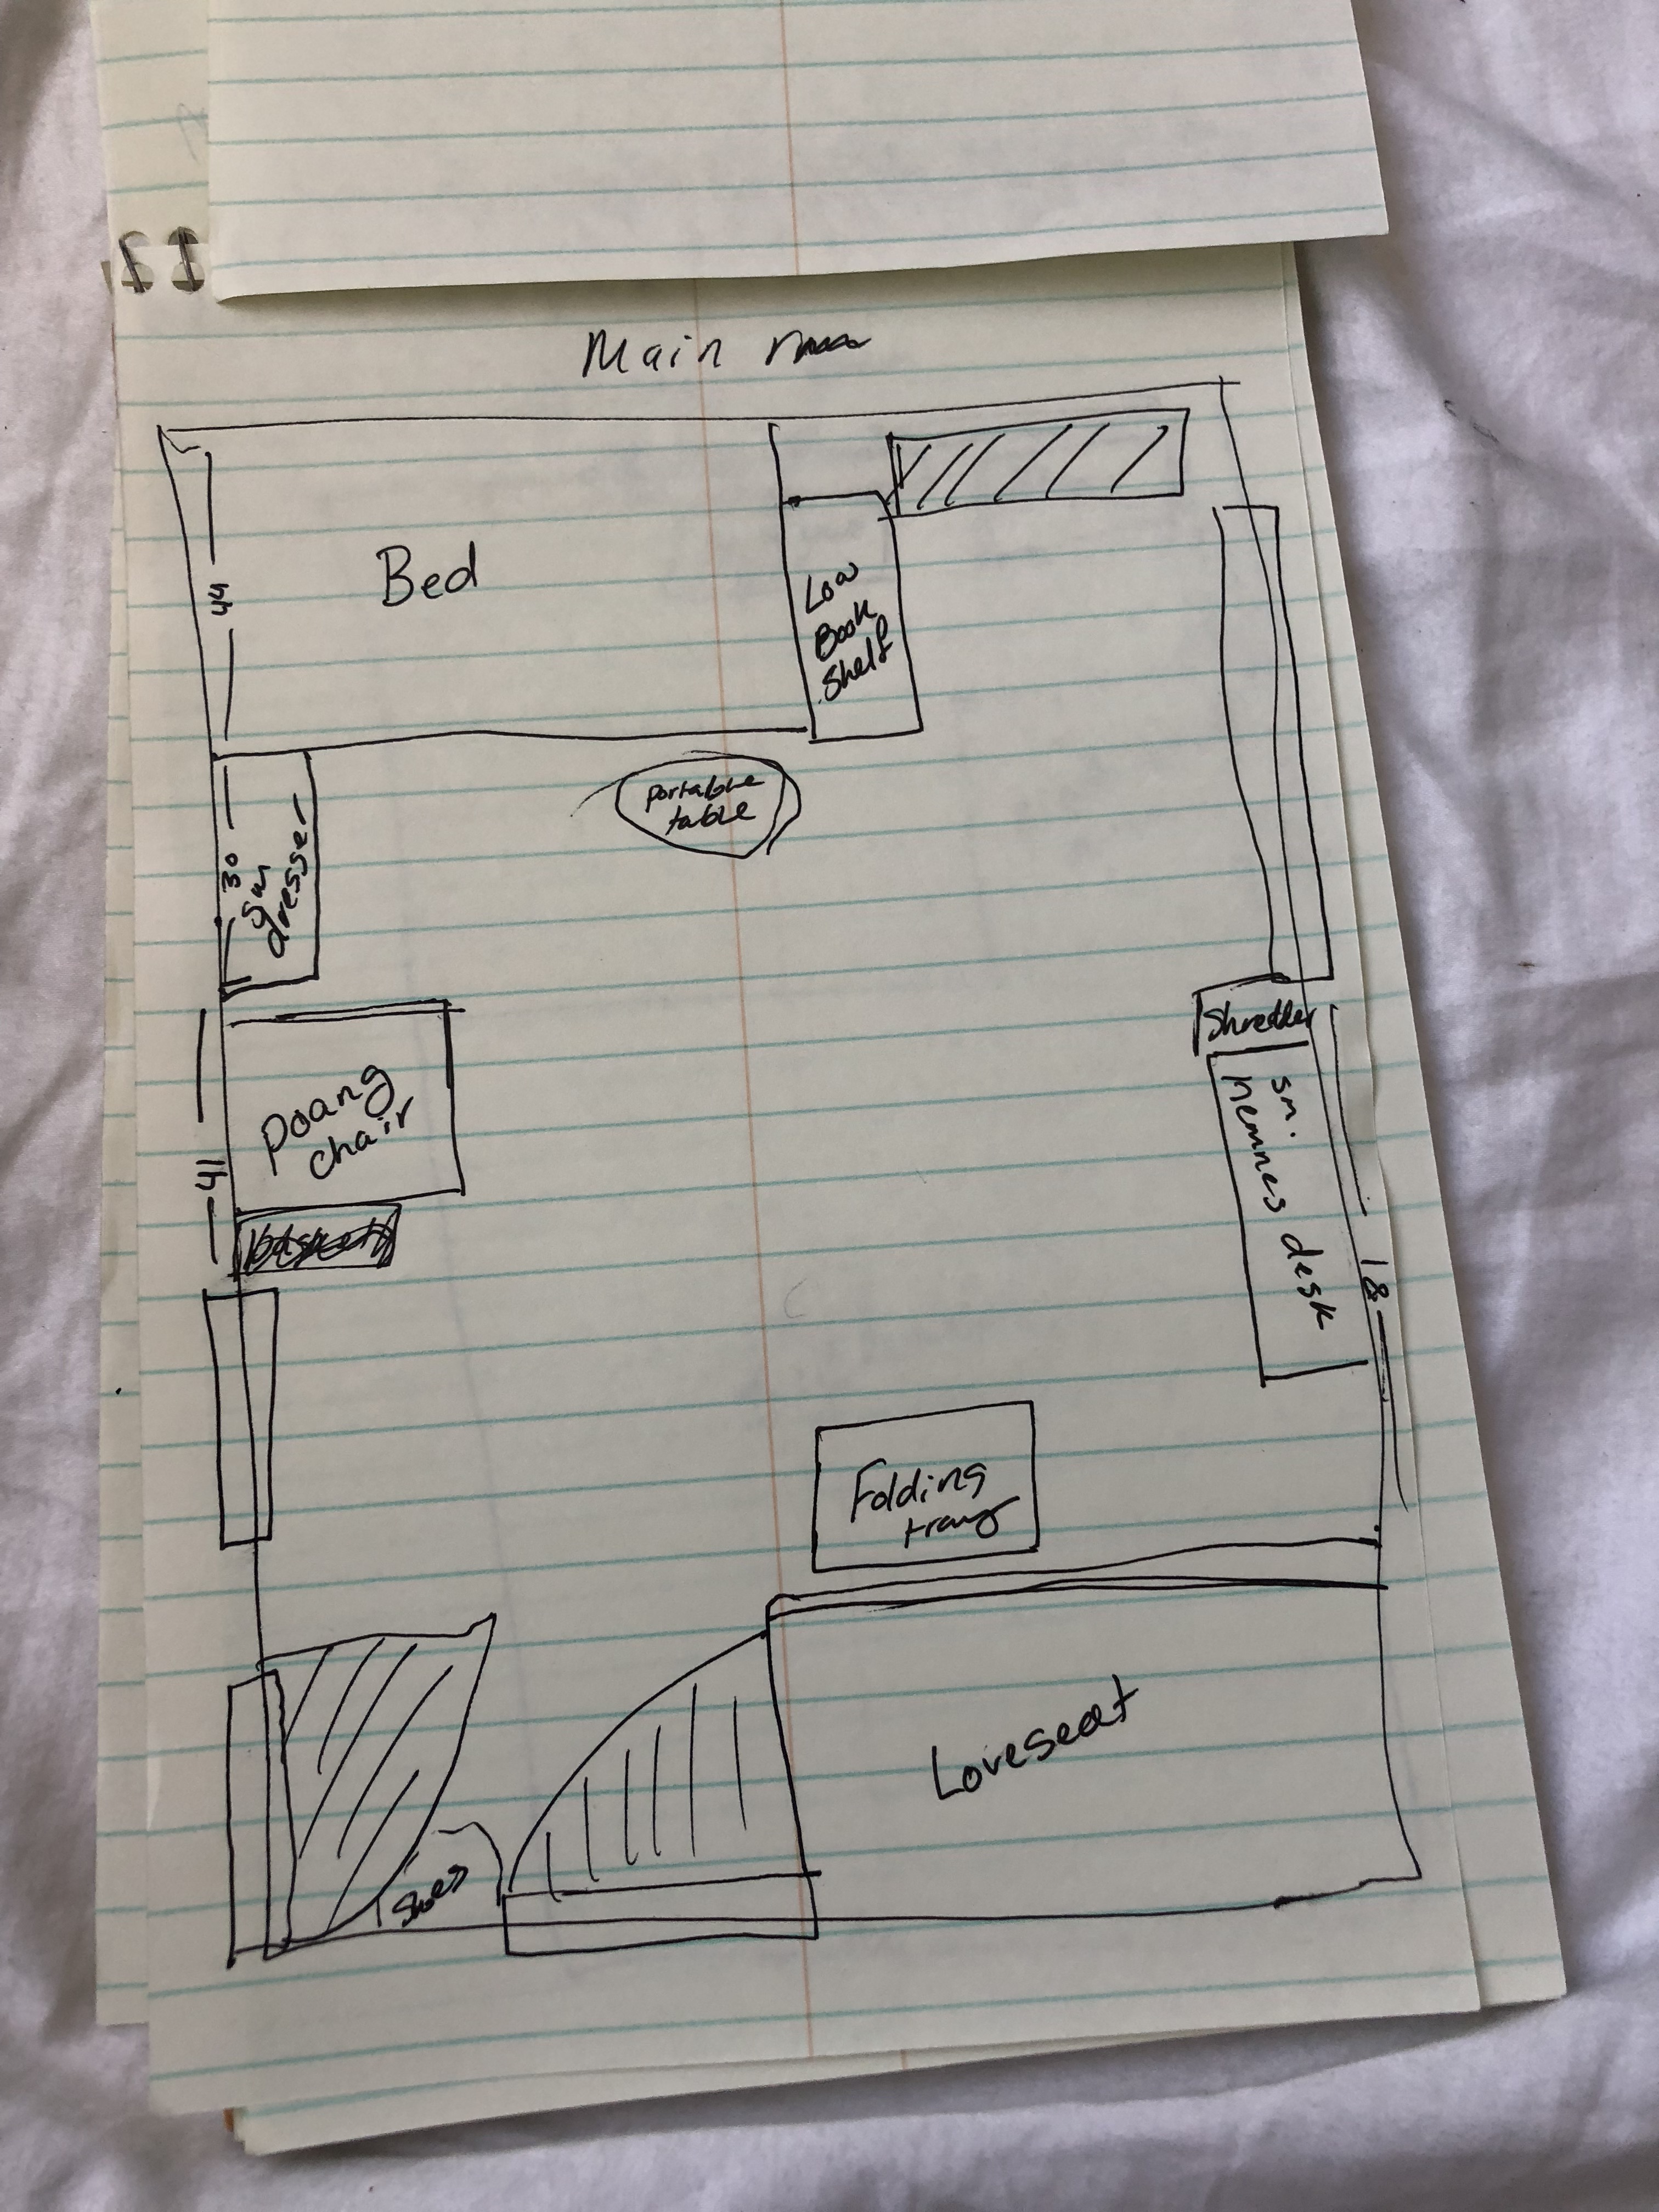 Main room
44
Bed
Low
Book
Shelf
portable
table
30
sm
dresser
Shredder
Poang
chair
41
sm.
hemnes desk
18
Folding
tray
Loveseat
Shoes